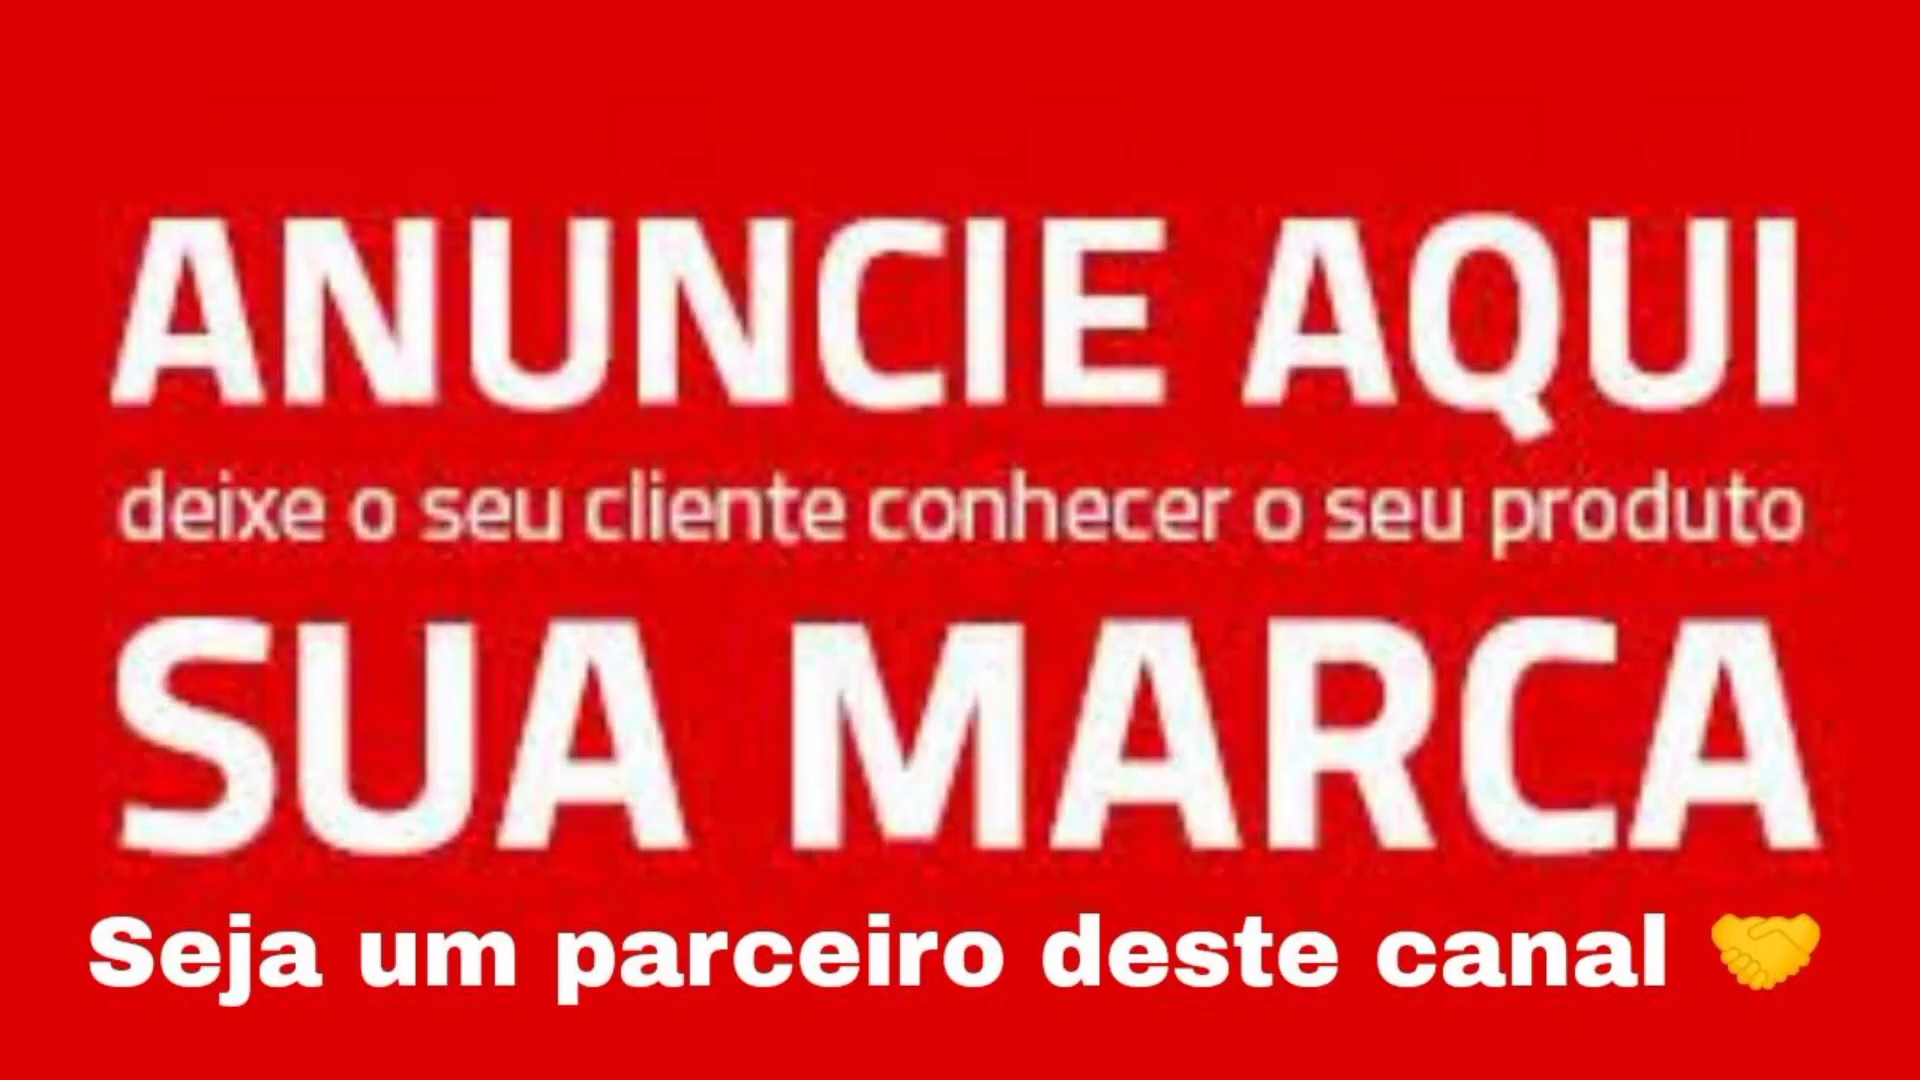 ANUNCIE AQUI
deixe o seu cliente conhecer o seu produto
SUA MARCA
Seja um parceiro deste canal 🤝